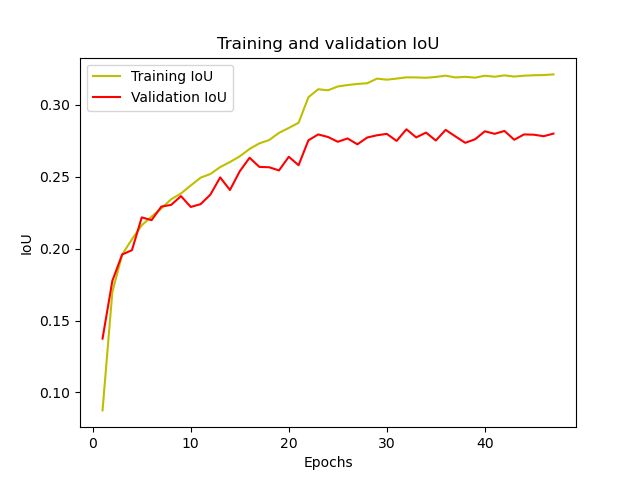 Training and validation IoU
Training IoU
Validation IoU
0.30
0.25
0.20
0.15
0.10
IoU
0 10 20 30 40
Epochs